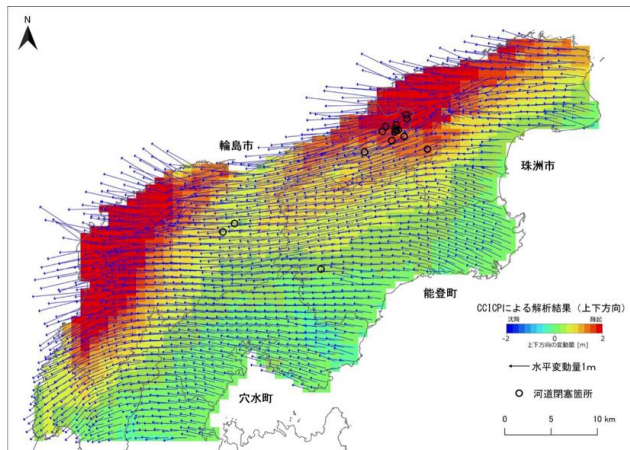 N
輪島市
珠洲市
能登町
穴水町
CCICPによる解析結果（上下方向）
沈降 隆起
-2 0 2
上下方向の変動量 [m]
水平変動量1m
河道閉塞箇所
0 5 10 km